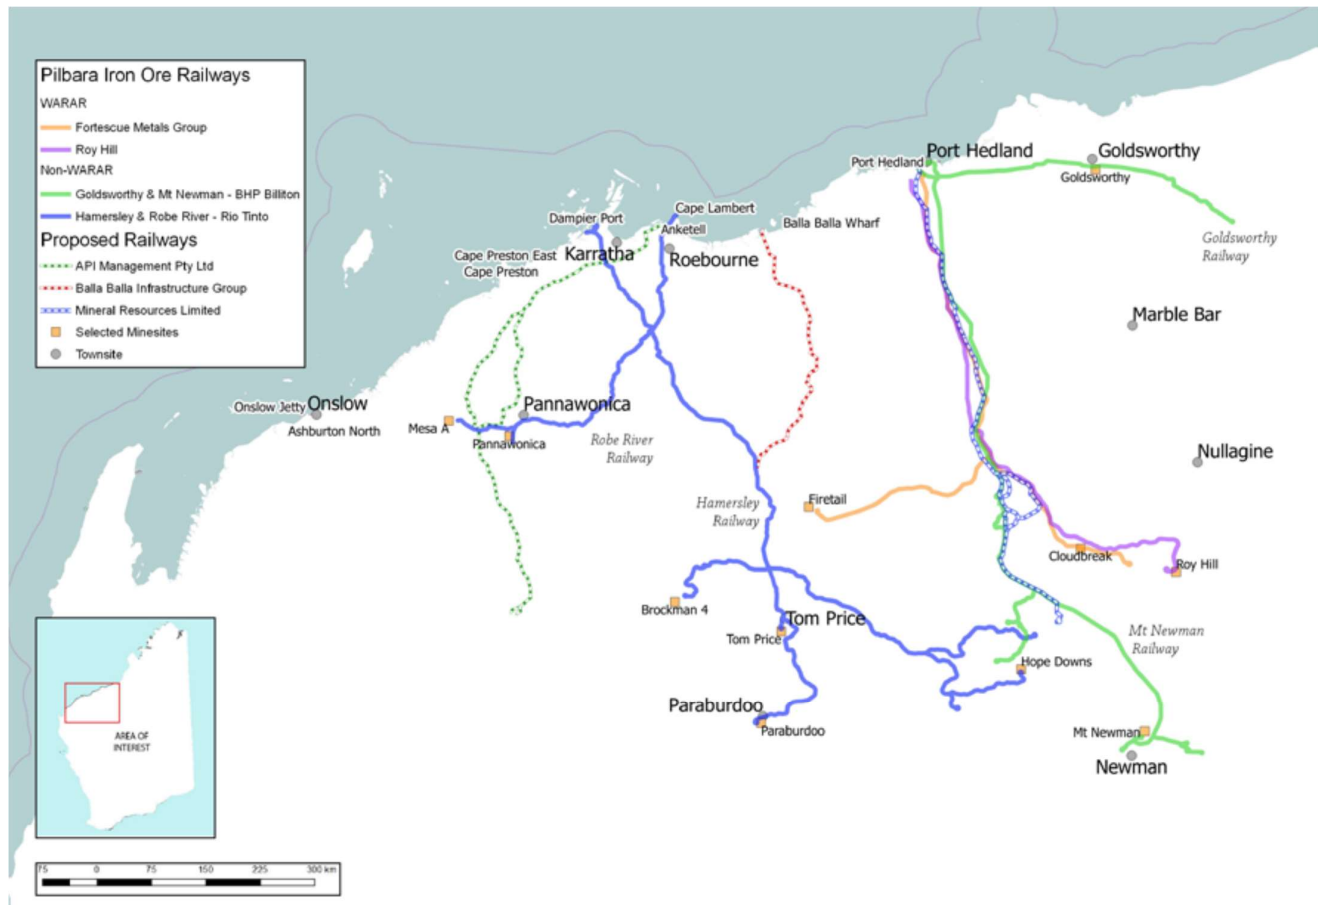 Pilbara Iron Ore Railways
WARAR
Fortescue Metals Group
Roy Hill
Non-WARAR
Goldsworthy & Mt Newman - BHP Billiton
Hamersley & Robe River - Rio Tinto
Proposed Railways
API Management Pty Ltd
Balla Balla Infrastructure Group
Mineral Resources Limited
Selected Minesites
Townsite
Port Hedland
Port Hedland
Goldsworthy
Goldsworthy
Goldsworthy
Railway
Cape Lambert
Dampier Port
Anketell
Balla Balla Wharf
Cape Preston East
Karratha
Roebourne
Cape Preston
Marble Bar
Onslow Jetty
Onslow
Ashburton North
Mesa A
Pannawonica
Pannawonica
Robe River
Railway
Nullagine
Hamersley
Railway
Firetail
Cloudbreak
Roy Hill
Brockman 4
Tom Price
Tom Price
Mt Newman
Railway
Hope Downs
Paraburdoo
Paraburdoo
Mt Newman
Newman
AREA OF
INTEREST
75 0 75 150 225 300 km